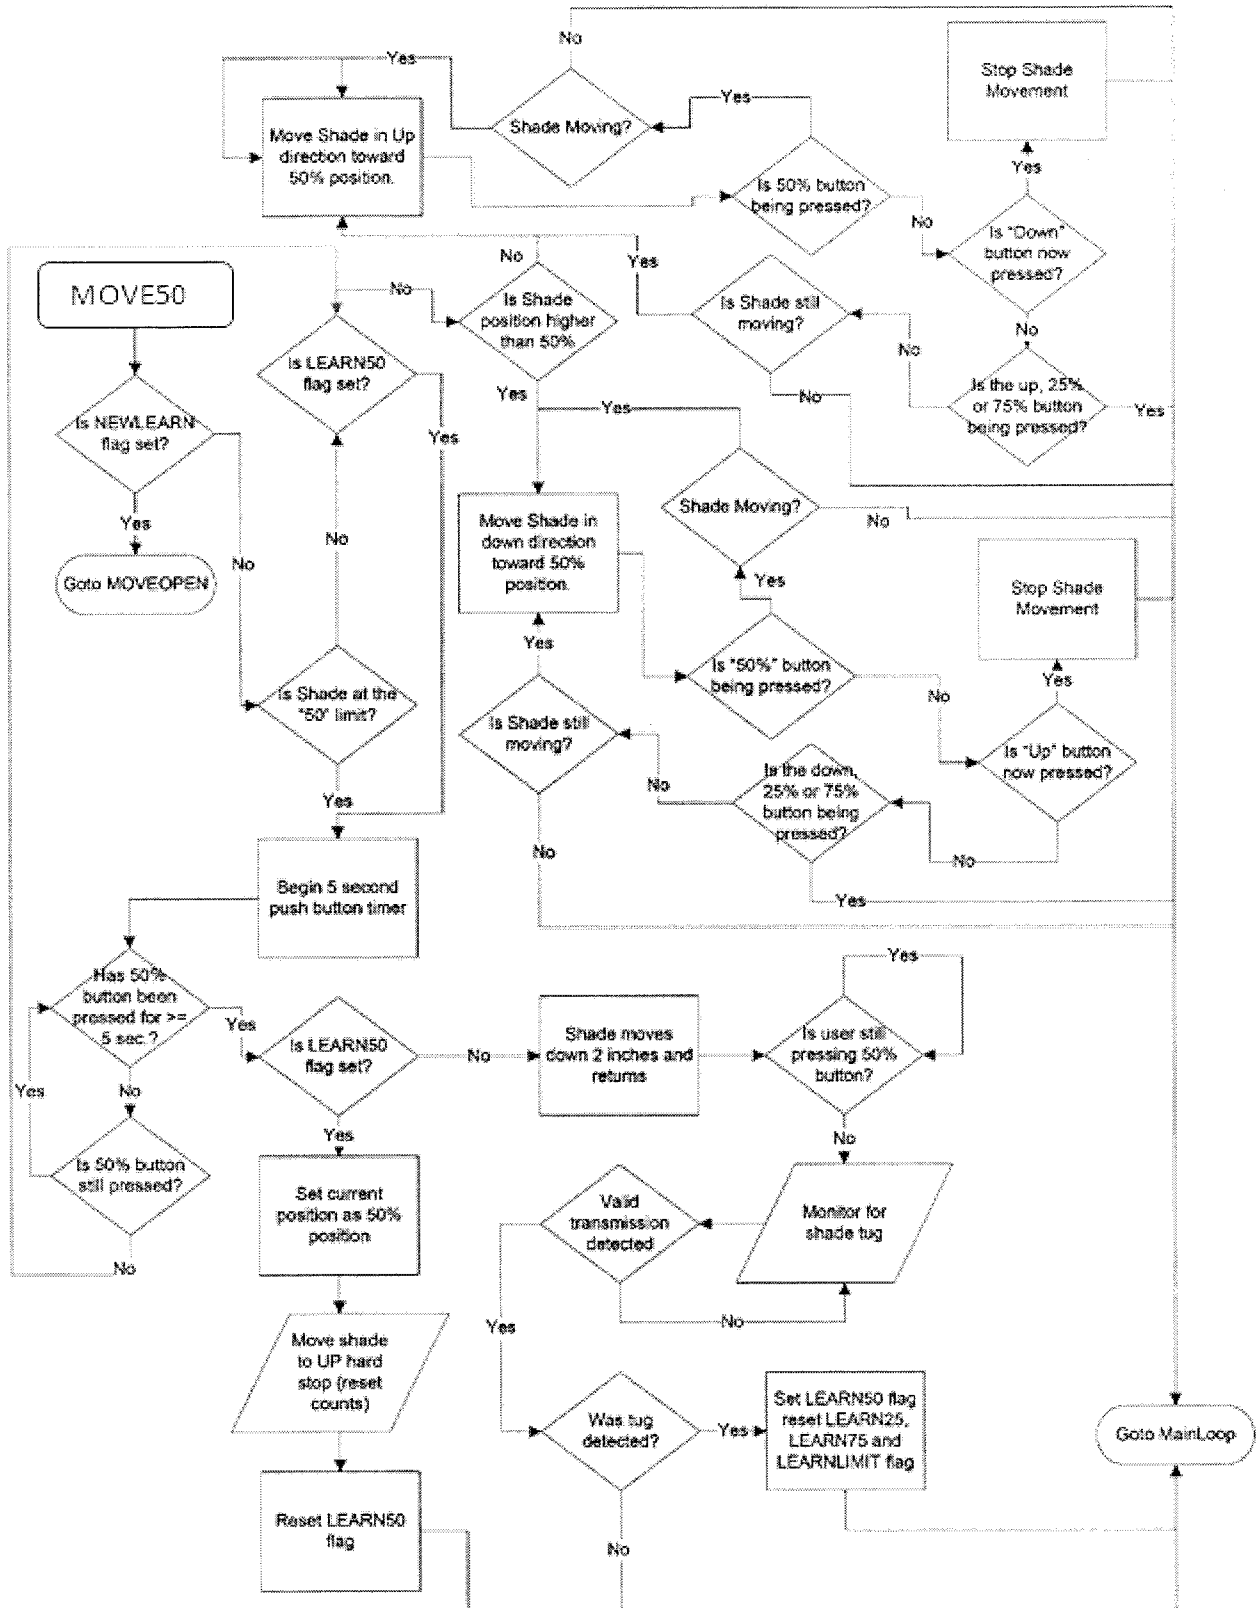 No
Yes
Stop Shade
Movement
Shade Moving?
Yes
Move Shade in Up
direction toward
50% position.
Yes
Is 50% button
being pressed?
No
Is "Down"
button now
pressed?
No
Yes
MOVE50
No
Is Shade
position higher
than 50%
Is Shade still
moving?
No
No
Is LEARN50
flag set?
Yes
No
Is the up, 25%
or 75% button
being pressed?
Yes
Is NEWLEARN
flag set?
Yes
Yes
Shade Moving?
No
Yes
No
Move Shade in
down direction
toward 50%
position.
No
Goto MOVEOPEN
Yes
Stop Shade
Movement
Yes
Is "50%" button
being pressed?
No
Yes
Is Shade at the
"50" limit?
Is Shade still
moving?
Is "Up" button
now pressed?
No
Is the down,
25% or 75%
button being
pressed?
Yes
No
No
Yes
Begin 5 second
push button timer
Has 50%
button been
pressed for >=
5 sec.?
Yes
Yes
Is LEARN50
flag set?
No
Shade moves
down 2 inches and
returns
Is user still
pressing 50%
button?
Yes
No
Yes
No
Is 50% button
still pressed?
No
Set current
position as 50%
position
Valid
transmission
detected
Monitor for
shade tug
No
Yes
Move shade
to UP hard
stop (reset
counts)
Was tug
detected?
Yes
Set LEARN50 flag
reset LEARN25,
LEARN75 and
LEARNLIMIT flag
Goto MainLoop
Reset LEARN50
flag
No